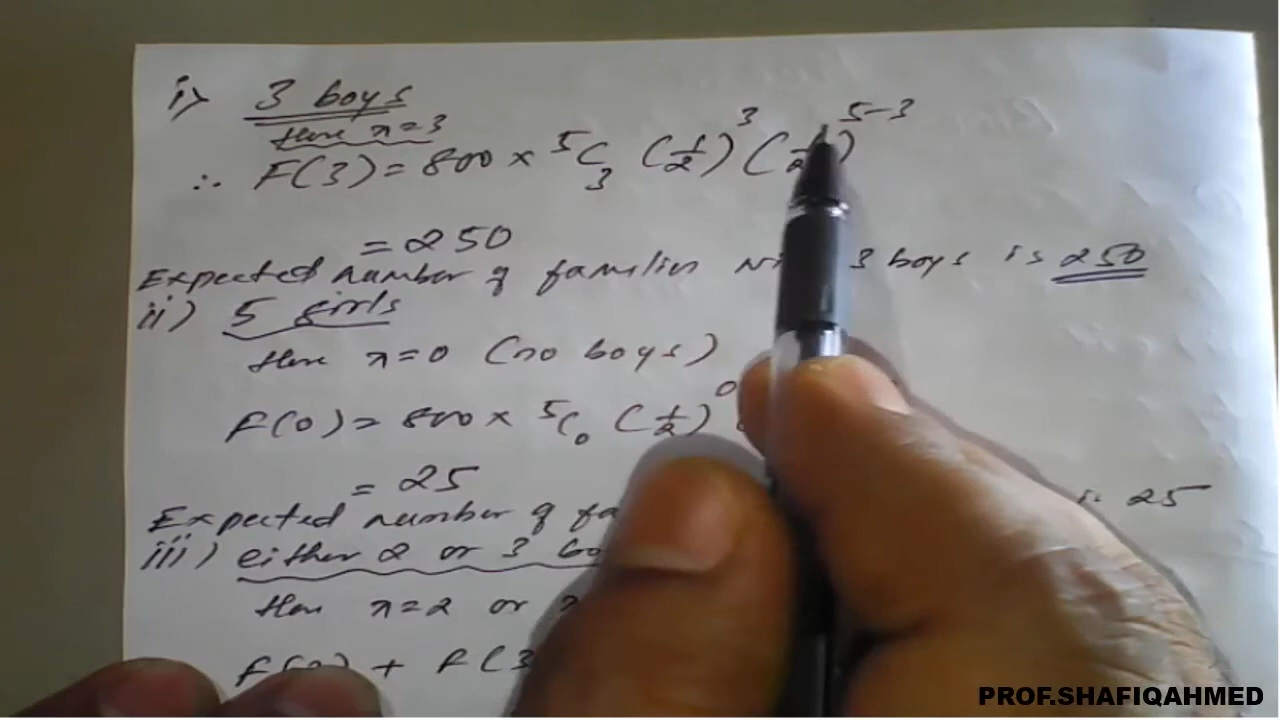 i> 3 boys
Here x=3
∴ F(3) = 800 × ⁵C₃ (1/2)³ (1/2)⁵⁻³
= 250
Expected number of families 3 boys is 250
ii) 5 girls
Here x=0 (no boys)
F(0) = 800 × ⁵C₀ (1/2)⁰
= 25
Expected number of is 25
iii) either 2 or 3
Here x=2 or
+ F(3
PROF.SHAFIQAHMED